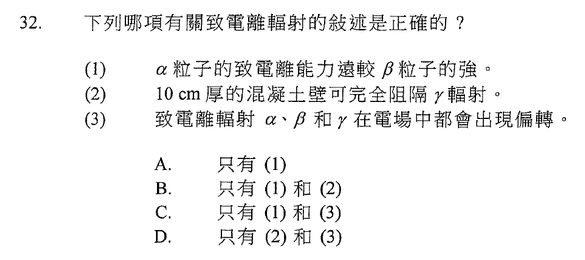 32. 下列哪項有關致電離輻射的敍述是正確的？
(1) α 粒子的致電離能力遠較 β 粒子的強。
(2) 10 cm 厚的混凝土壁可完全阻隔 γ 輻射。
(3) 致電離輻射 α、β 和 γ 在電場中都會出現偏轉。
A. 只有 (1)
B. 只有 (1) 和 (2)
C. 只有 (1) 和 (3)
D. 只有 (2) 和 (3)